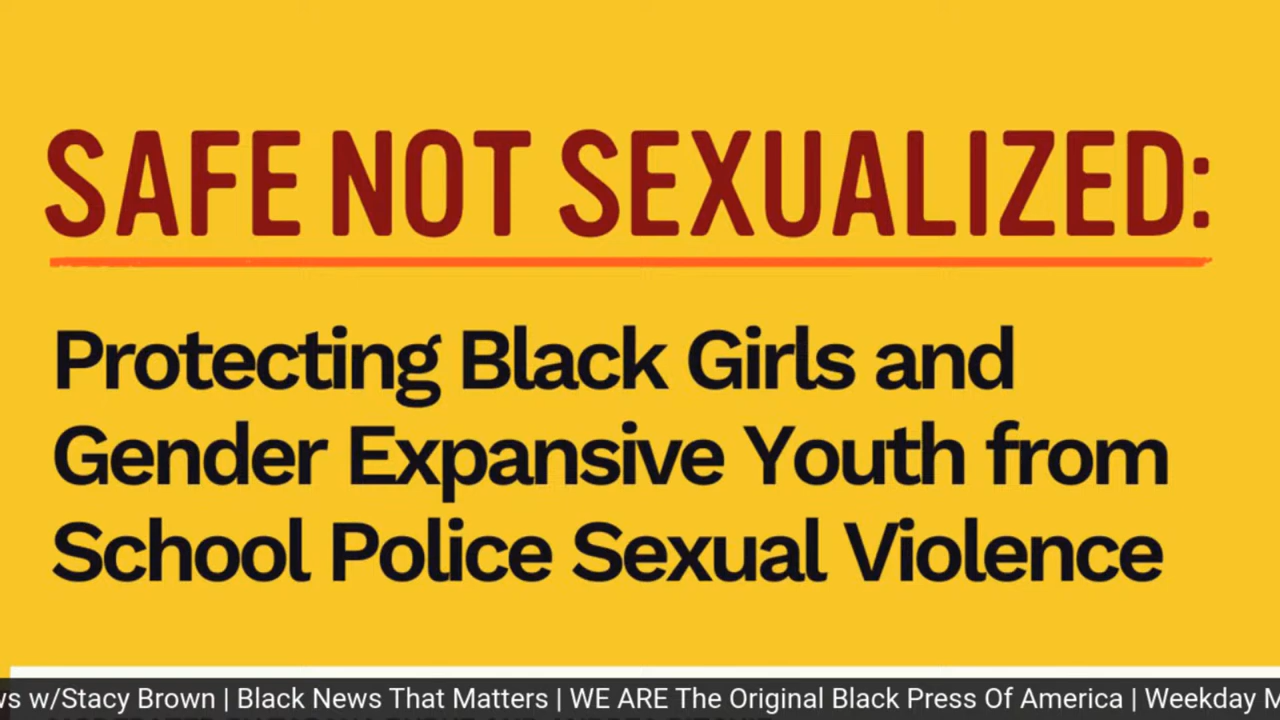 SAFE NOT SEXUALIZED:
Protecting Black Girls and
Gender Expansive Youth from
School Police Sexual Violence
w/Stacy Brown | Black News That Matters | WE ARE The Original Black Press Of America | Weekday